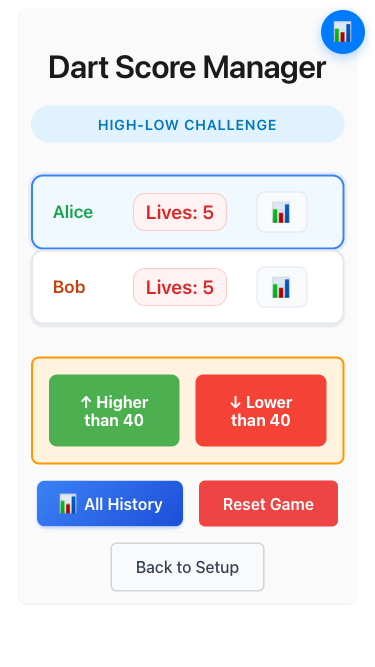 Dart Score Manager
HIGH-LOW CHALLENGE
Alice
Lives: 5
Bob
Lives: 5
↑ Higher
than 40
↓ Lower
than 40
All History
Reset Game
Back to Setup